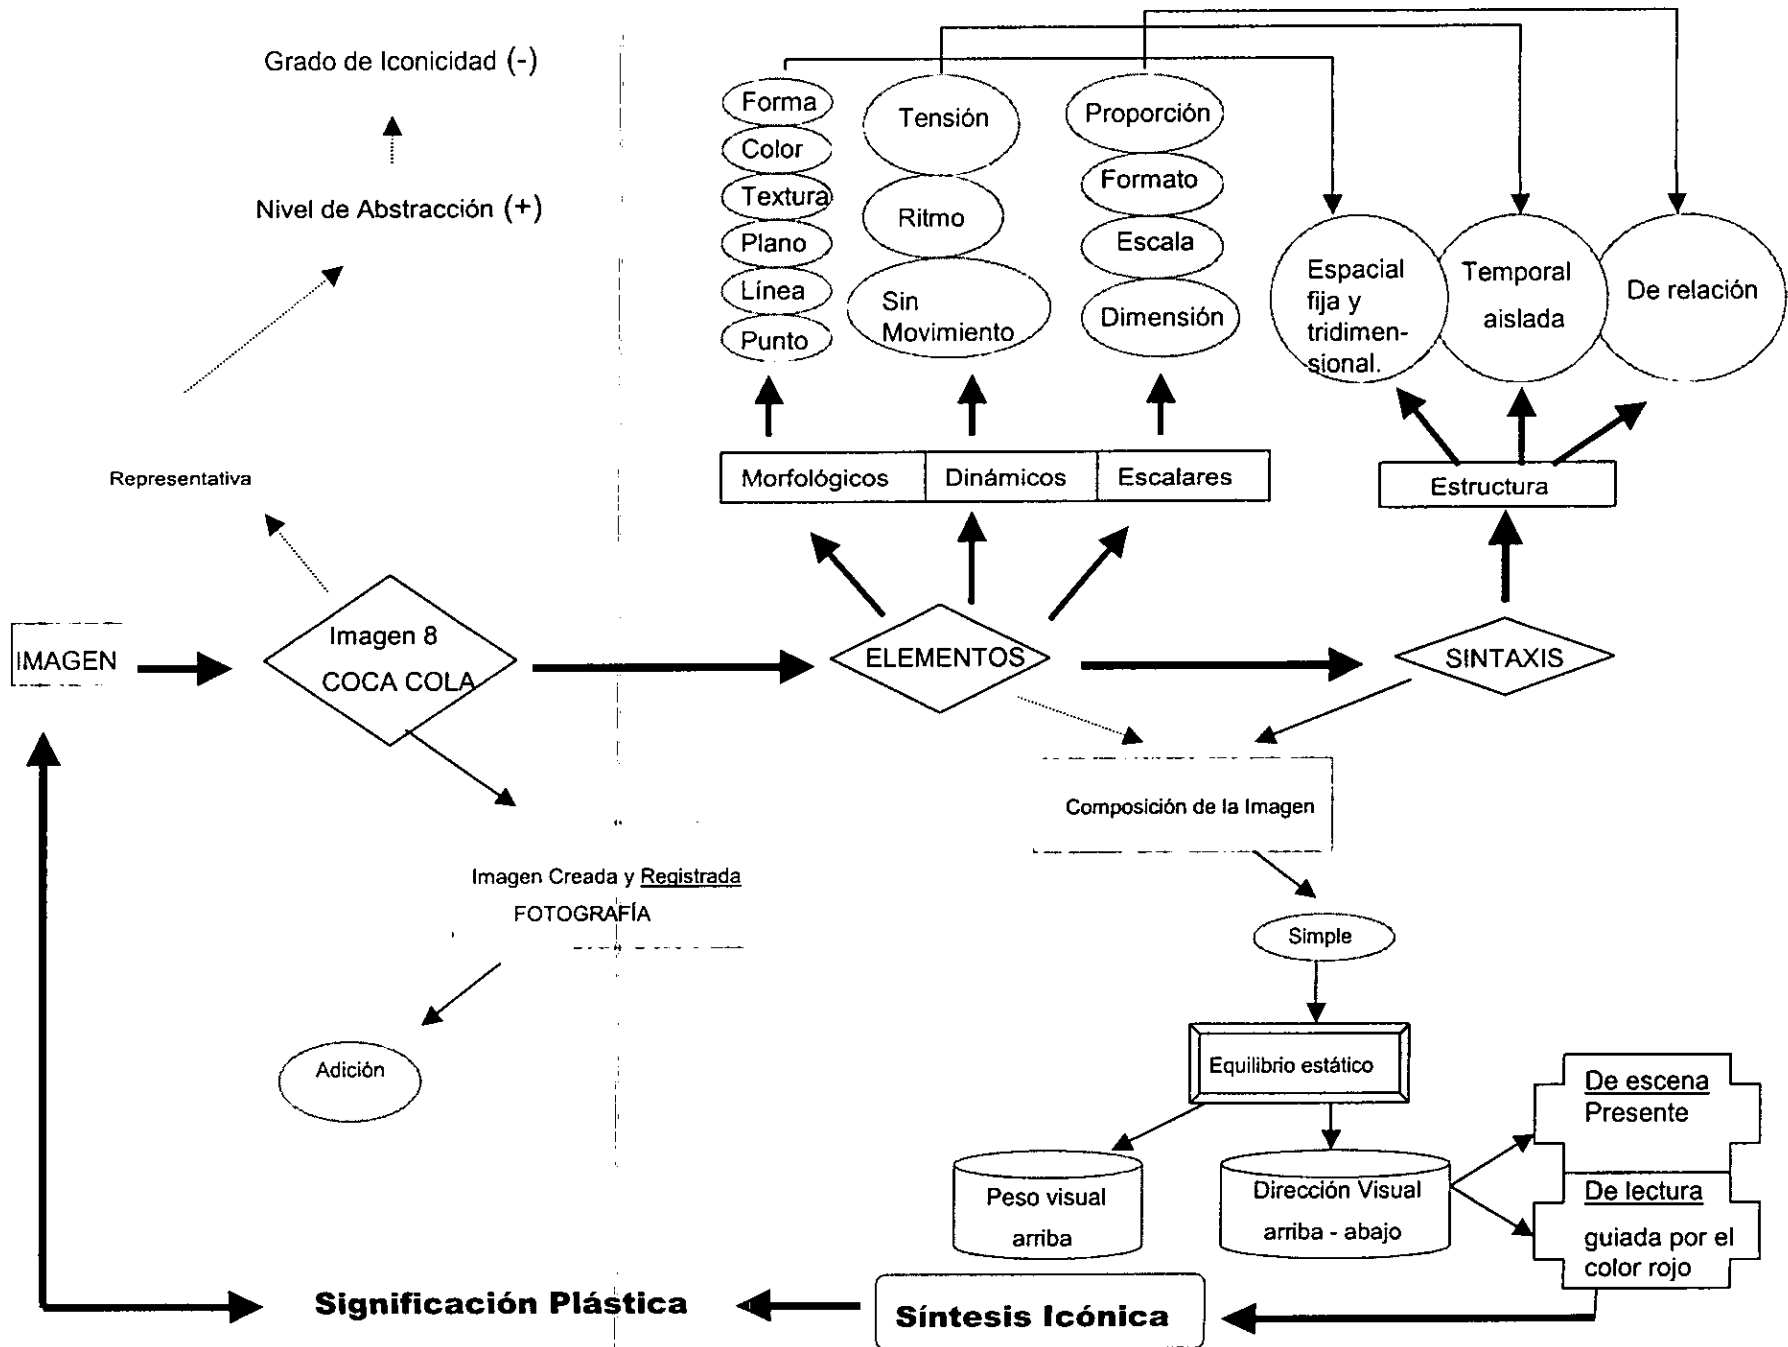 Grado de Iconicidad (-)
Nivel de Abstracción (+)
Representativa
IMAGEN
Imagen 8
COCA COLA
Imagen Creada y Registrada
FOTOGRAFÍA
Adición
Forma
Color
Textura
Plano
Línea
Punto
Tensión
Ritmo
Sin
Movimiento
Proporción
Formato
Escala
Dimensión
Espacial
fija y
tridimen-
sional.
Temporal
aislada
De relación
Morfológicos
Dinámicos
Escalares
Estructura
ELEMENTOS
SINTAXIS
Composición de la Imagen
Simple
Equilibrio estático
Peso visual
arriba
Dirección Visual
arriba - abajo
De escena
Presente
De lectura
guiada por el
color rojo
Síntesis Icónica
Significación Plástica